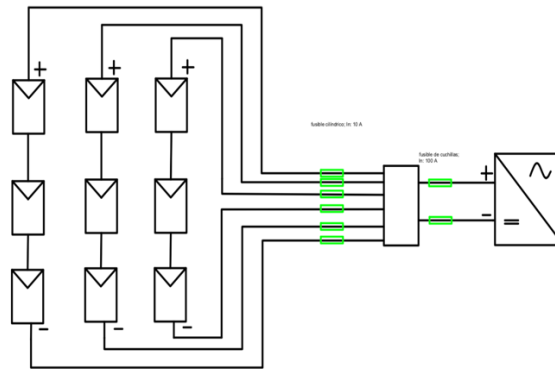 + + +
fusible cilíndrico; In: 10 A
fusible de cuchillas;
In: 100 A
+
-
- - -